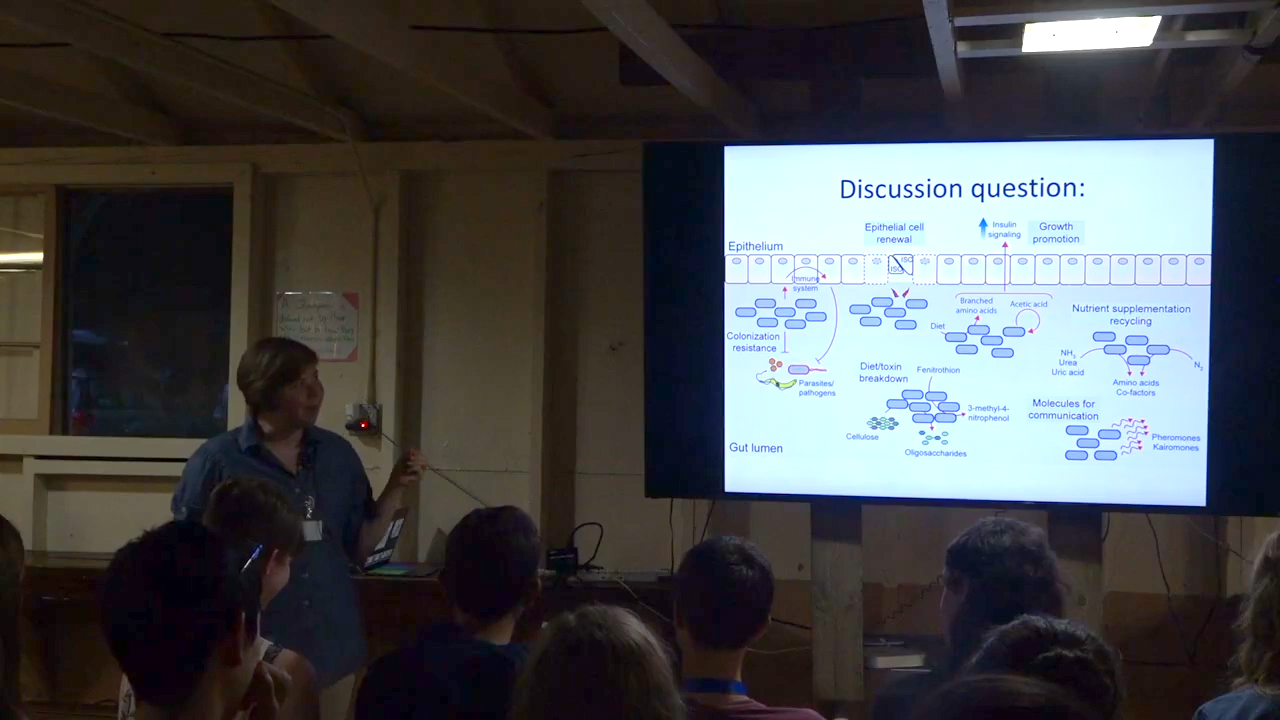 Discussion question:
Epithelial cell
renewal
Insulin
signaling
Growth
promotion
Epithelium
ISC
ISC
Immune
system
Branched
amino acids
Acetic acid
Diet
Nutrient supplementation
recycling
Colonization
resistance
NH3
Urea
Uric acid
N2
Parasites/
pathogens
Diet/toxin
breakdown
Fenitrothion
Amino acids
Co-factors
3-methyl-4-
nitrophenol
Molecules for
communication
Cellulose
Oligosaccharides
Pheromones
Kairomones
Gut lumen